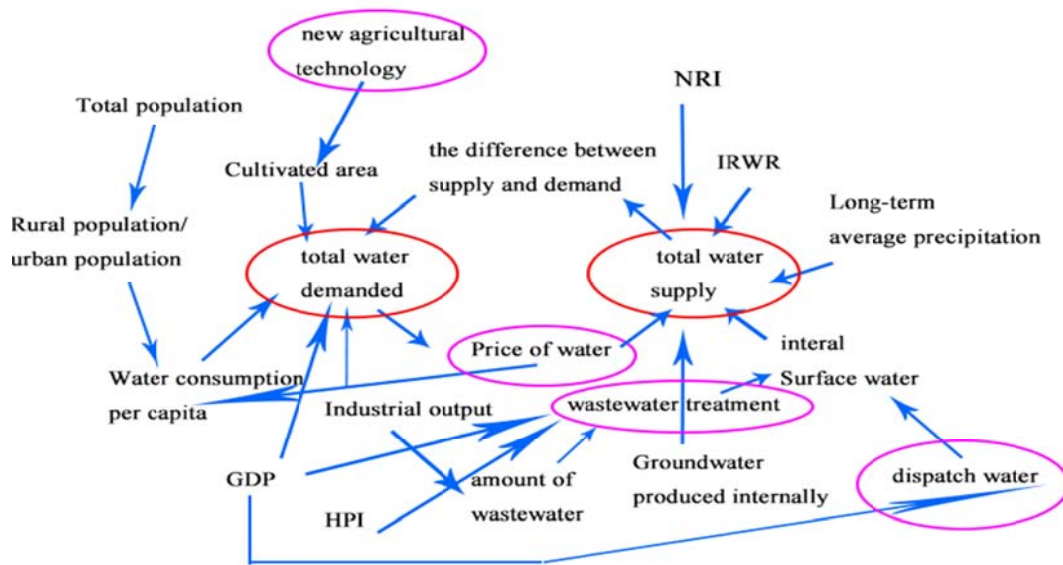 new agricultural
technology
NRI
Total population
the difference between
supply and demand
IRWR
Cultivated area
Long-term
average precipitation
Rural population/
urban population
total water
demanded
total water
supply
Price of water
interal
Surface water
Water consumption
per capita
Industrial output
wastewater treatment
GDP
amount of
wastewater
Groundwater
produced internally
dispatch water
HPI